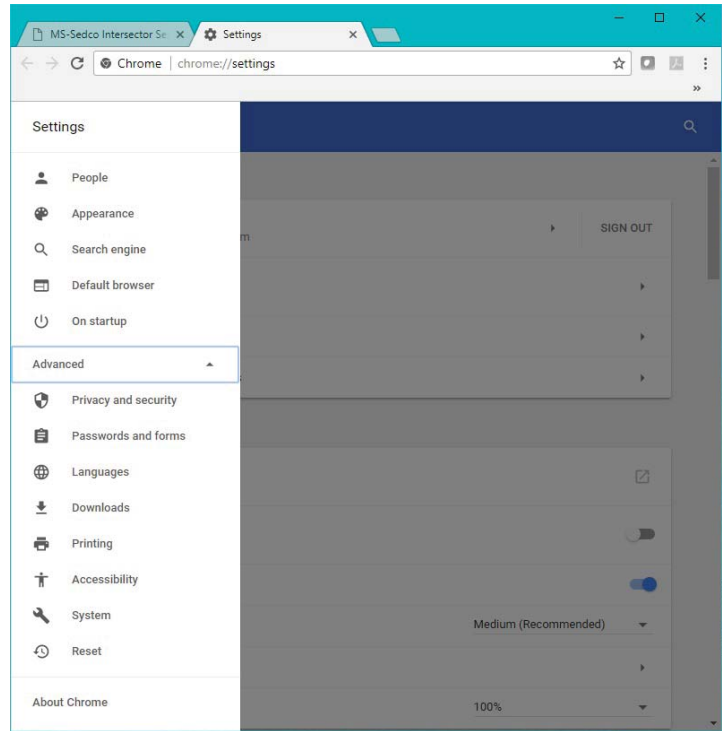 MS-Sedco Intersector Se
Settings
Chrome | chrome://settings
»
Settings
People
Appearance
m
SIGN OUT
Search engine
Default browser
On startup
Advanced
s
Privacy and security
Passwords and forms
Languages
Downloads
Printing
Accessibility
System
Medium (Recommended)
Reset
About Chrome
100%